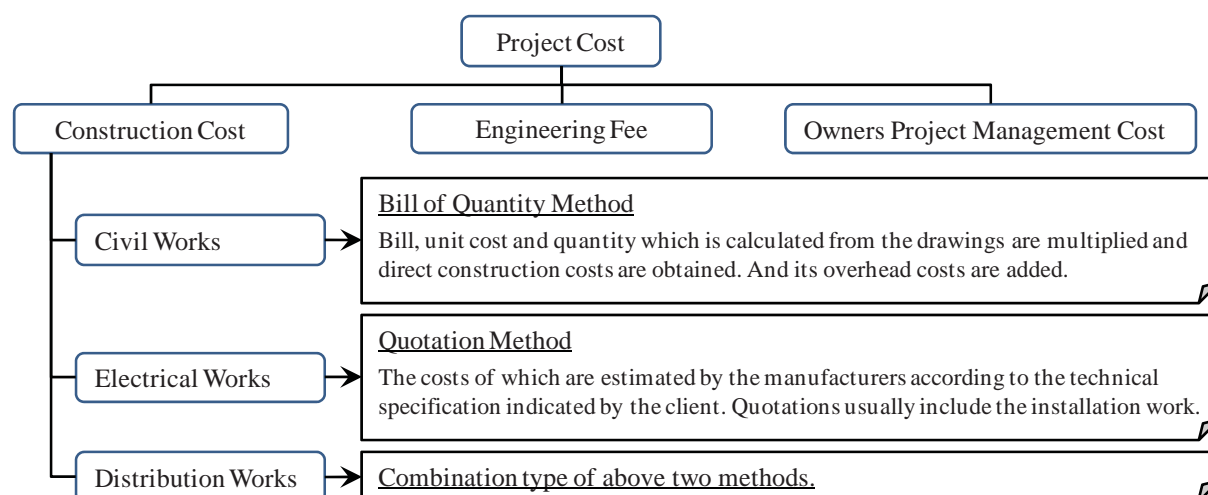 Project Cost
Construction Cost
Engineering Fee
Owners Project Management Cost
Civil Works
Bill of Quantity Method
Bill, unit cost and quantity which is calculated from the drawings are multiplied and
direct construction costs are obtained. And its overhead costs are added.
Electrical Works
Quotation Method
The costs of which are estimated by the manufacturers according to the technical
specification indicated by the client. Quotations usually include the installation work.
Distribution Works
Combination type of above two methods.